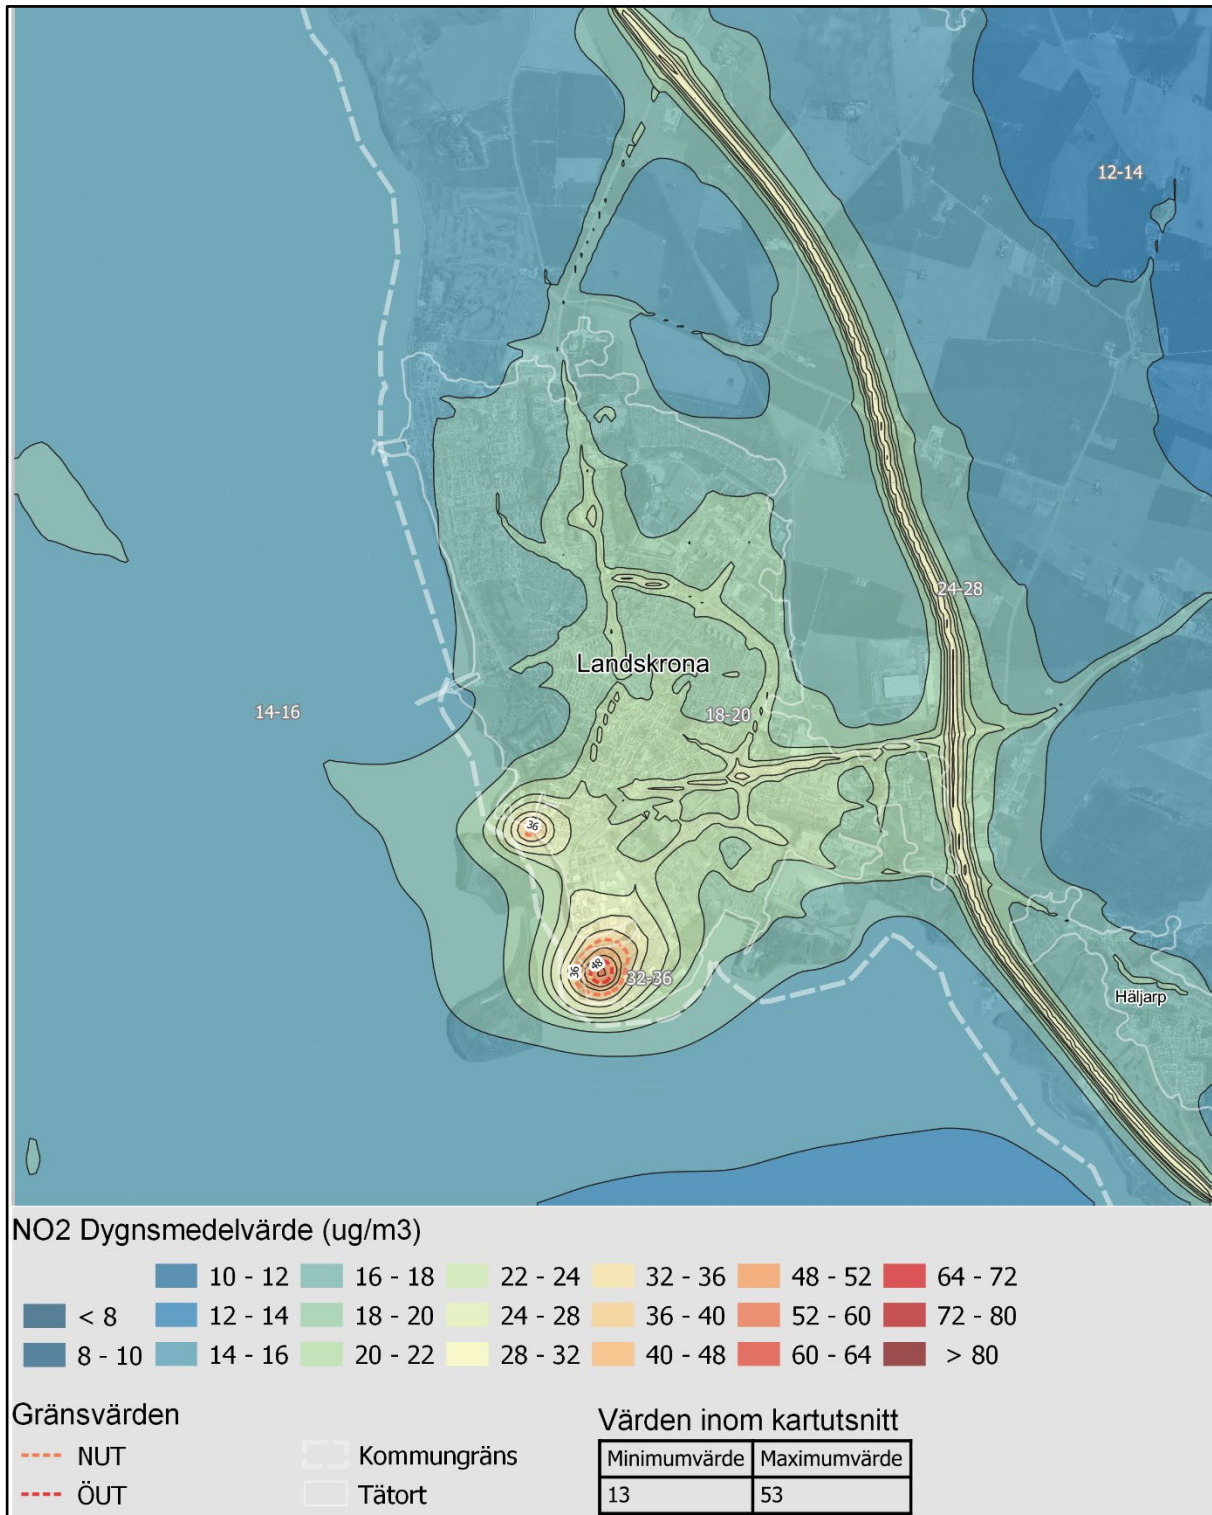 12-14
24-28
Landskrona
14-16
18-20
36
48
36
32-36
Häljarp
NO2 Dygnsmedelvärde (ug/m3)
10 - 12 16 - 18 22 - 24 32 - 36 48 - 52 64 - 72
< 8 12 - 14 18 - 20 24 - 28 36 - 40 52 - 60 72 - 80
8 - 10 14 - 16 20 - 22 28 - 32 40 - 48 60 - 64 > 80
Gränsvärden
NUT
ÖUT
Kommungräns
Tätort
Värden inom kartutsnitt
Minimumvärde Maximumvärde
13 53